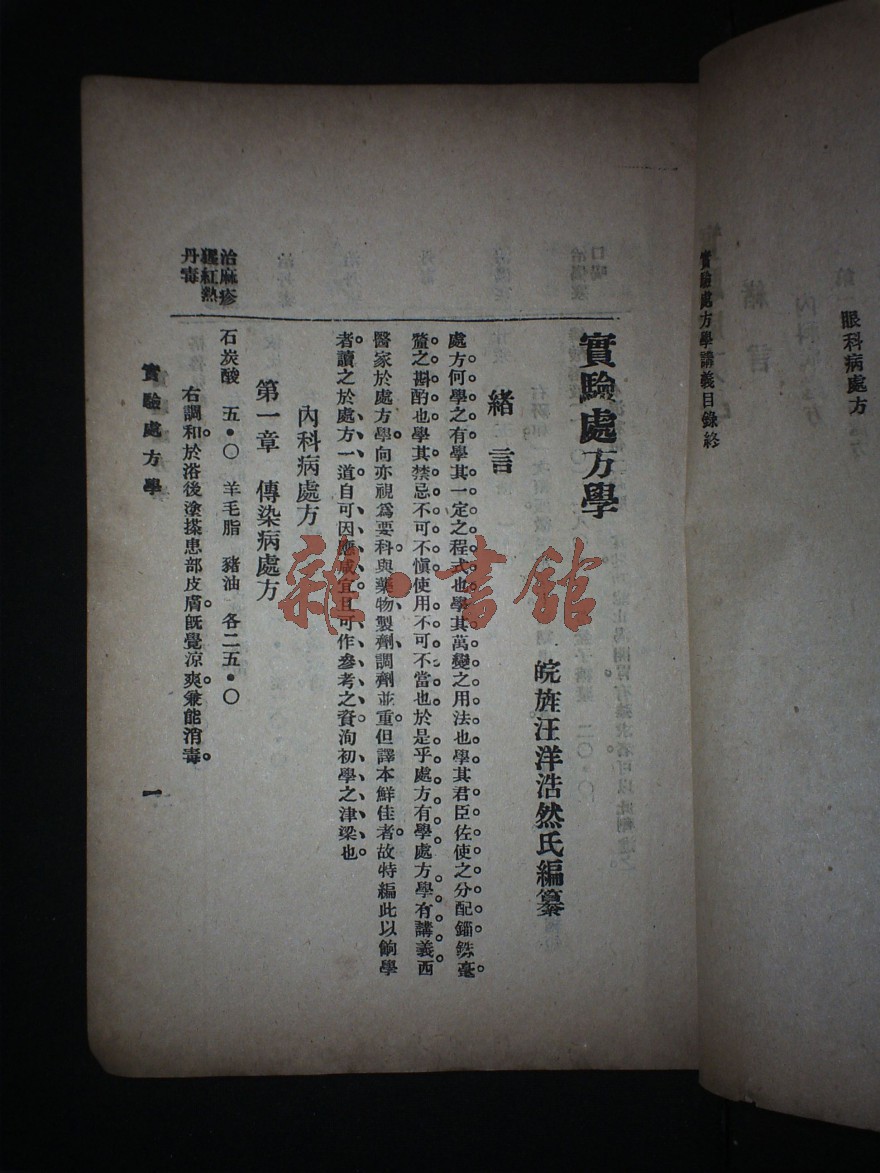 眼科病處方
實驗處方學講義目錄終
實驗處方學
皖旌汪洋浩然氏編纂
緒言
處方何學之有學其一定之程式也學其萬變之用法也學其君臣佐使之分配錙銖毫
釐之斟酌也學其禁忌不可不愼使用不可不當也於是乎處方有學處方學有講義西
醫家於處方學向亦視爲要科與藥物製劑調劑並重但譯本鮮佳者故特編此以餉學
者讀之於處方一道自可因應咸宜且可作參考之資洵初學之津梁也
內科病處方
第一章 傳染病處方
治麻疹
猩紅熱
丹毒
石炭酸 五·〇 羊毛脂 豬油 各二五·〇
右調和於浴後塗搽患部皮膚。旣覺涼爽。兼能消毒。
實驗處方學
一
雜·書館